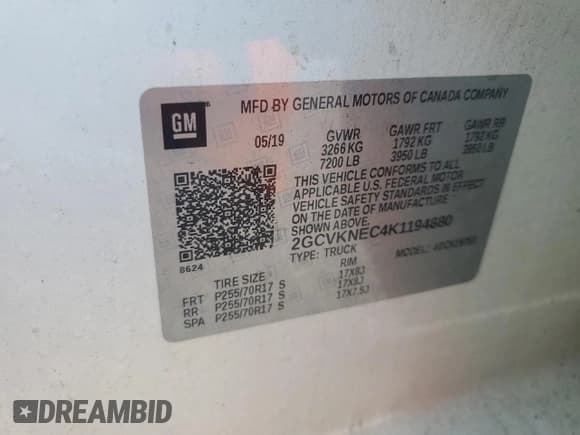 GM
MFD BY GENERAL MOTORS OF CANADA COMPANY
05/19 GVWR GAWR FRT GAWR RR
3266 KG 1792 KG 1792 KG
7200 LB 3950 LB 3950 LB
THIS VEHICLE CONFORMS TO ALL
APPLICABLE U.S. FEDERAL MOTOR
VEHICLE SAFETY STANDARDS IN EFFECT
ON THE DATE OF MANUFACTURE
SHOWN ABOVE.
2GCVKNEC4K1194880
8624
TYPE: TRUCK MODEL:
TIRE SIZE RIM
FRT P255/70R17 S 17X8J
RR P255/70R17 S 17X8J
SPA P255/70R17 S 17X7.5J
DREAMBID